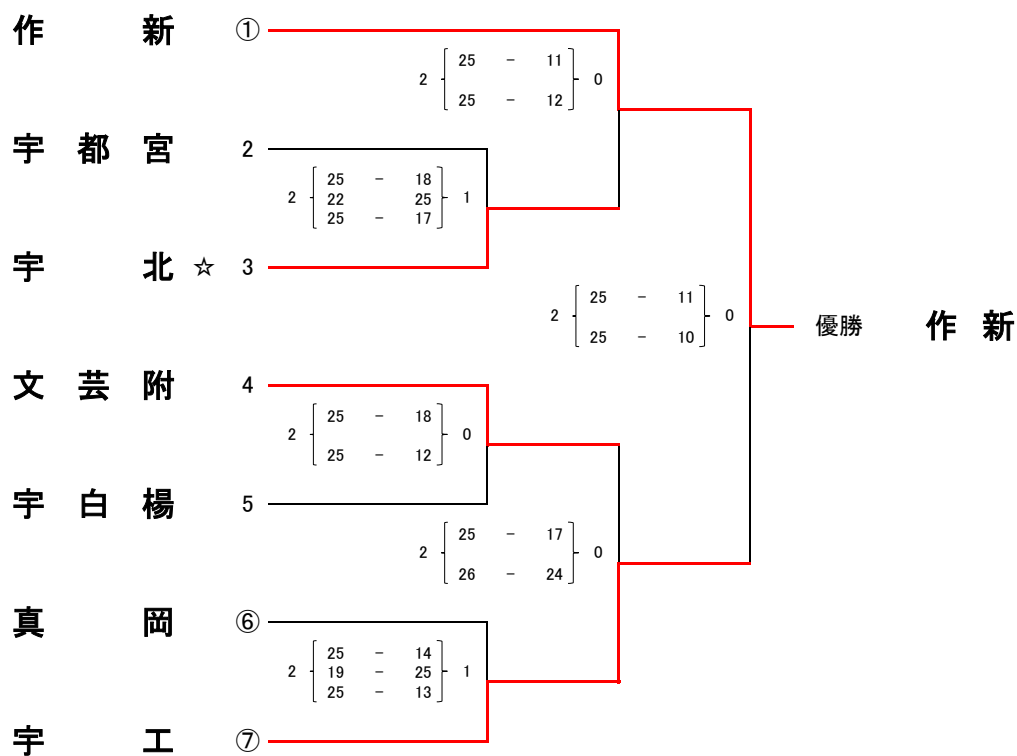 作 新 ①
25 - 11
2 0
25 - 12
宇 都 宮 2
25 - 18
2 22 25 1
25 - 17
宇 北 ☆ 3
25 - 11
2 0
25 - 10
優勝 作 新
文 芸 附 4
25 - 18
2 0
25 - 12
宇 白 楊 5
25 - 17
2 0
26 - 24
真 岡 ⑥
25 - 14
2 19 - 25 1
25 - 13
宇 工 ⑦